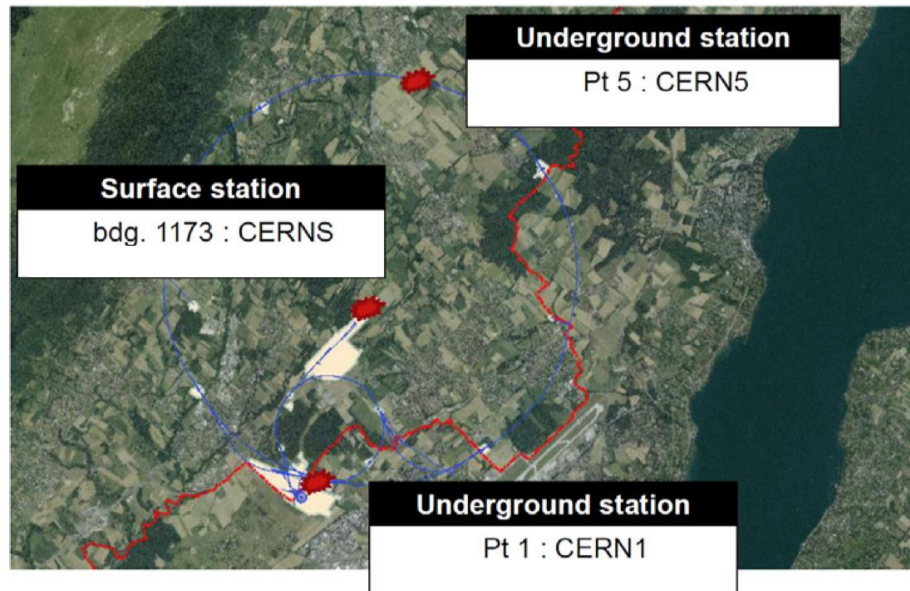 Underground station
Pt 5 : CERN5
Surface station
bdg. 1173 : CERNS
Underground station
Pt 1 : CERN1